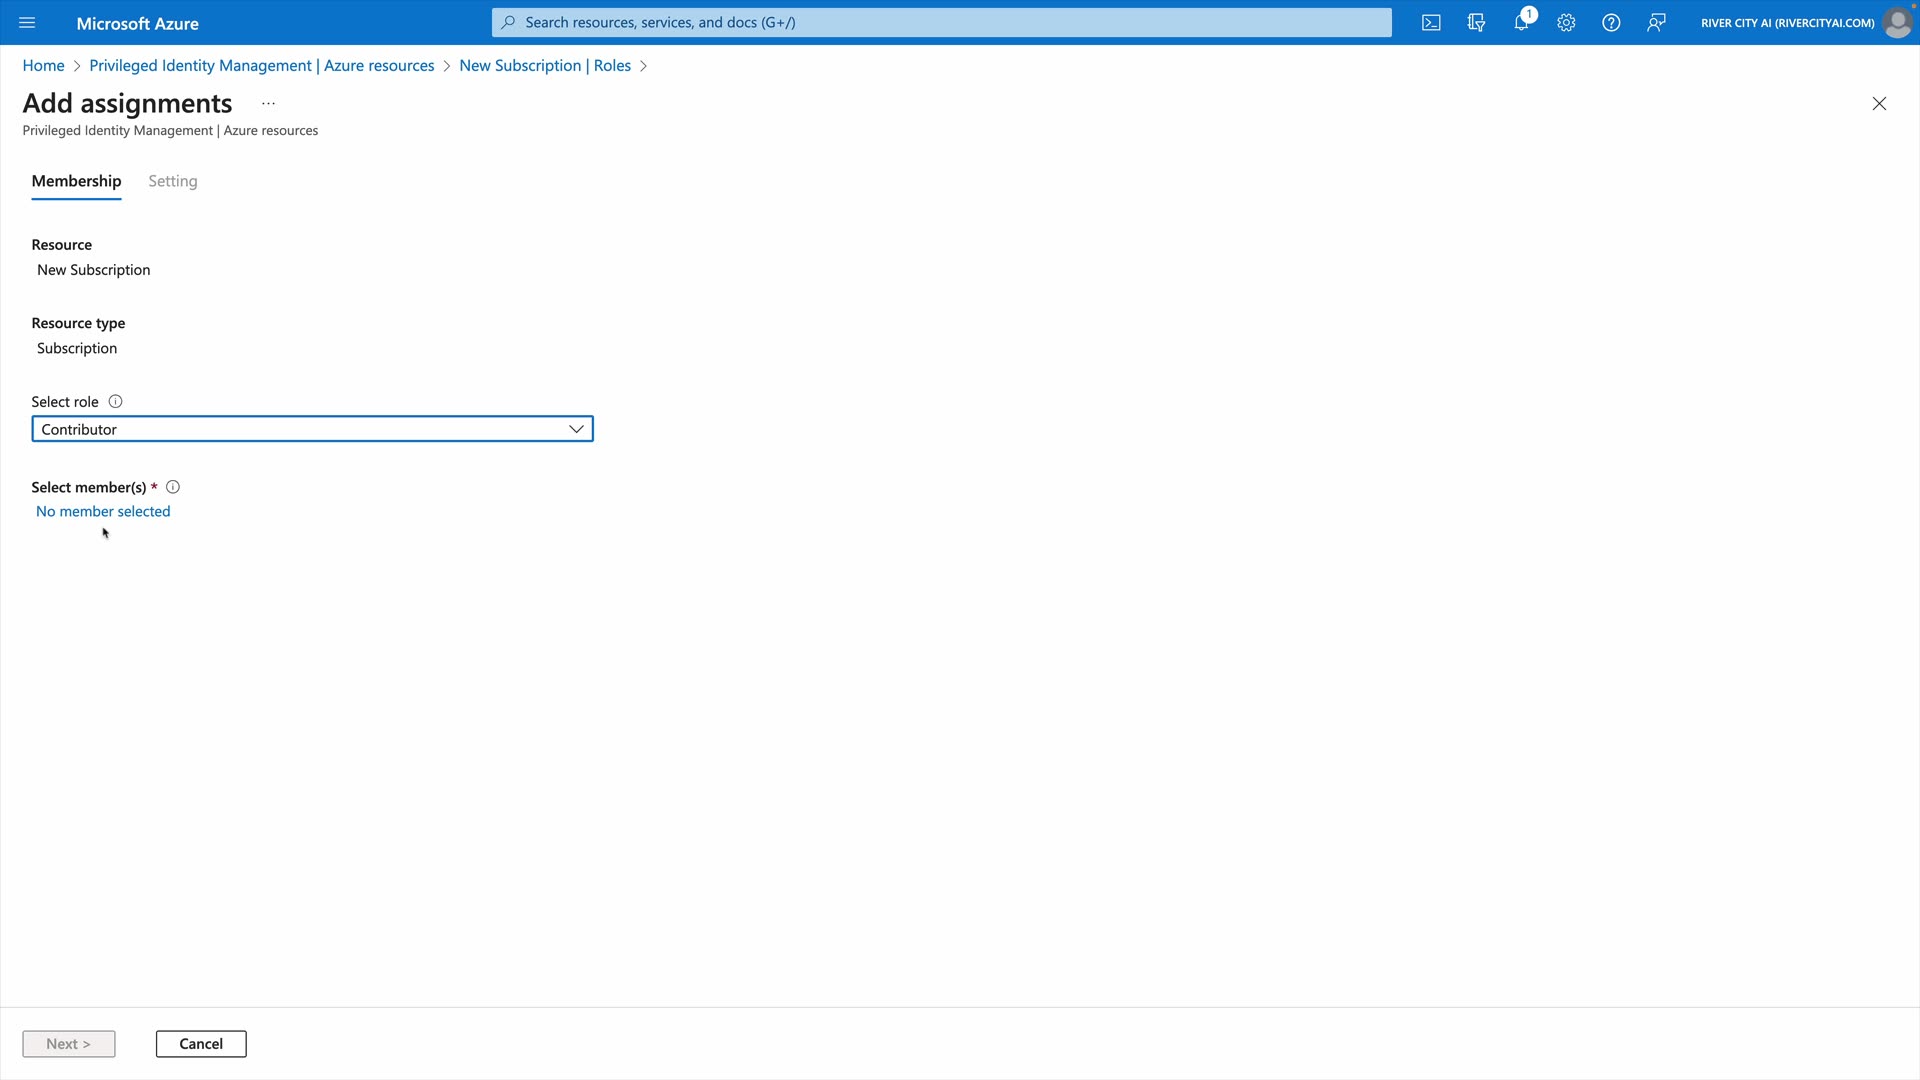 Microsoft Azure
Search resources, services, and docs (G+/)
1
RIVER CITY AI (RIVERCITYAI.COM)
Home > Privileged Identity Management | Azure resources > New Subscription | Roles >
Add assignments ...
Privileged Identity Management | Azure resources
Membership Setting
Resource
New Subscription
Resource type
Subscription
Select role
Contributor
Select member(s) *
No member selected
Next > Cancel